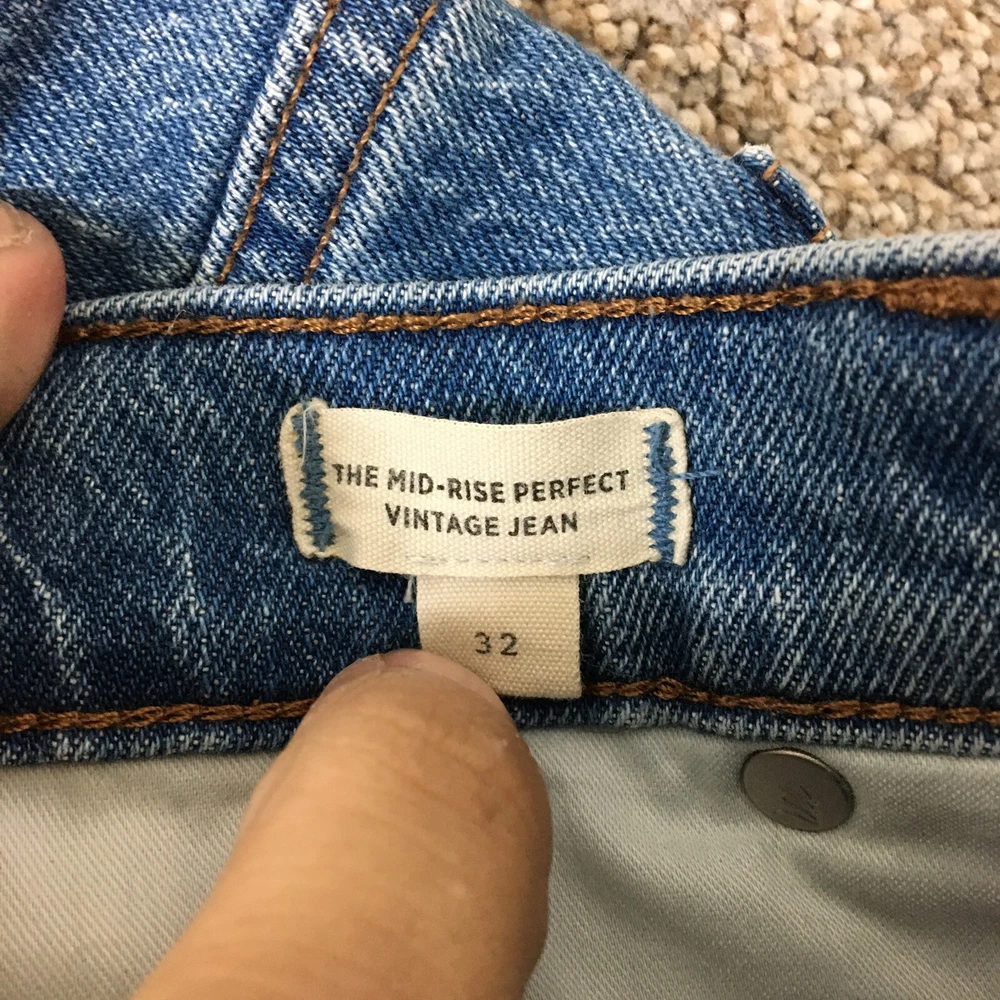 THE MID-RISE PERFECT
VINTAGE JEAN
32